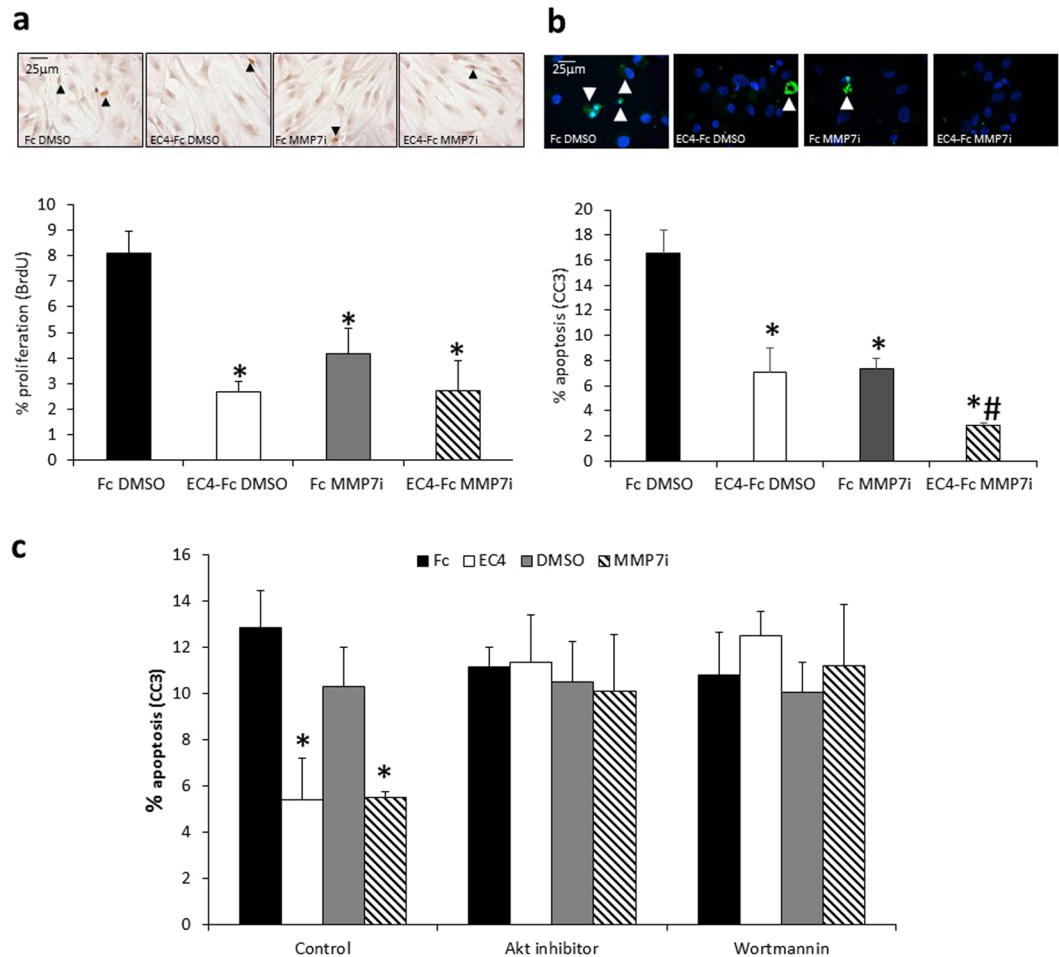 a
25µm
Fc DMSO
EC4-Fc DMSO
Fc MMP7i
EC4-Fc MMP7i
% proliferation (BrdU)
10
9
8
7
6
5
4
3
2
1
0
*
*
*
Fc DMSO EC4-Fc DMSO Fc MMP7i EC4-Fc MMP7i
b
25µm
Fc DMSO
EC4-Fc DMSO
Fc MMP7i
EC4-Fc MMP7i
% apoptosis (CC3)
20
18
16
14
12
10
8
6
4
2
0
*
*
*#
Fc DMSO EC4-Fc DMSO Fc MMP7i EC4-Fc MMP7i
c
Fc EC4 DMSO MMP7i
% apoptosis (CC3)
16
14
12
10
8
6
4
2
0
*
*
Control Akt inhibitor Wortmannin